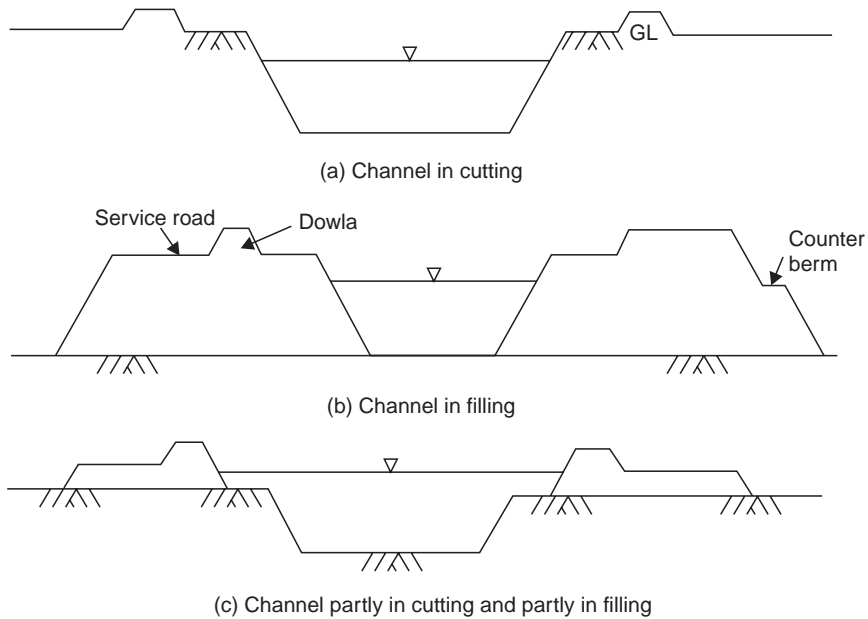 GL
(a) Channel in cutting
Service road
Dowla
Counter
berm
(b) Channel in filling
(c) Channel partly in cutting and partly in filling